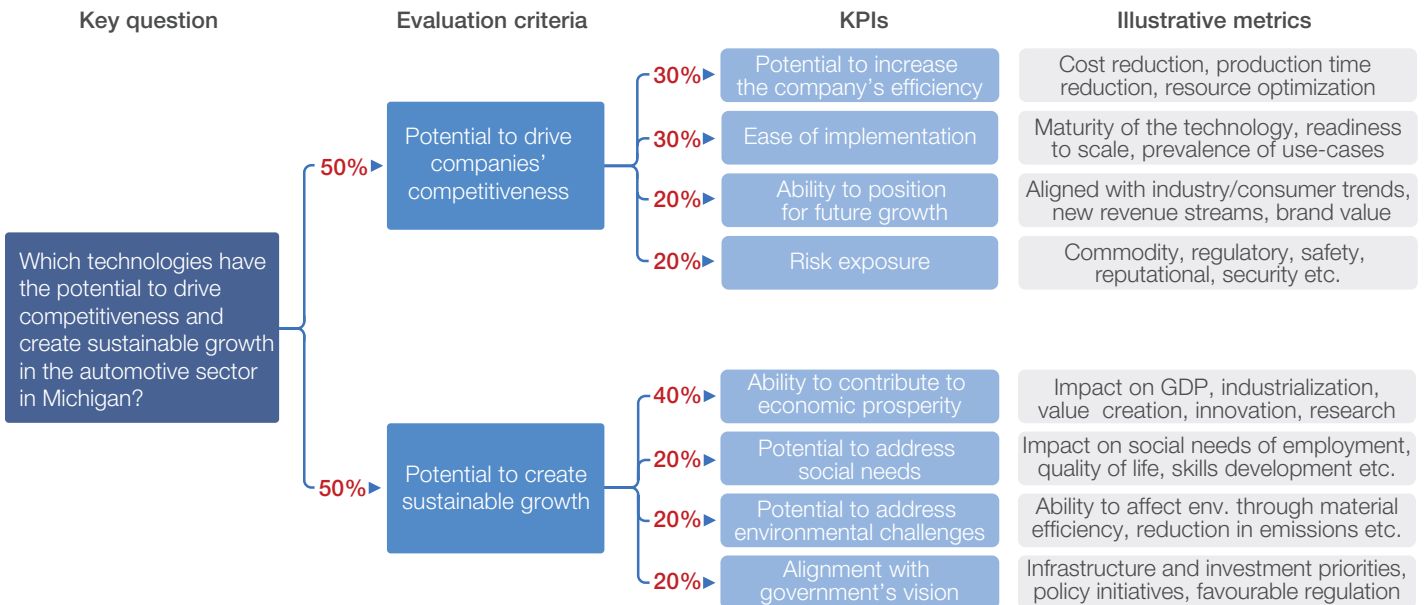 Key question
Evaluation criteria
KPIs
Illustrative metrics
Which technologies have
the potential to drive
competitiveness and
create sustainable growth
in the automotive sector
in Michigan?
50%
Potential to drive
companies'
competitiveness
30%
Potential to increase
the company's efficiency
Cost reduction, production time
reduction, resource optimization
30%
Ease of implementation
Maturity of the technology, readiness
to scale, prevalence of use-cases
20%
Ability to position
for future growth
Aligned with industry/consumer trends,
new revenue streams, brand value
20%
Risk exposure
Commodity, regulatory, safety,
reputational, security etc.
50%
Potential to create
sustainable growth
40%
Ability to contribute to
economic prosperity
Impact on GDP, industrialization,
value creation, innovation, research
20%
Potential to address
social needs
Impact on social needs of employment,
quality of life, skills development etc.
20%
Potential to address
environmental challenges
Ability to affect env. through material
efficiency, reduction in emissions etc.
20%
Alignment with
government's vision
Infrastructure and investment priorities,
policy initiatives, favourable regulation